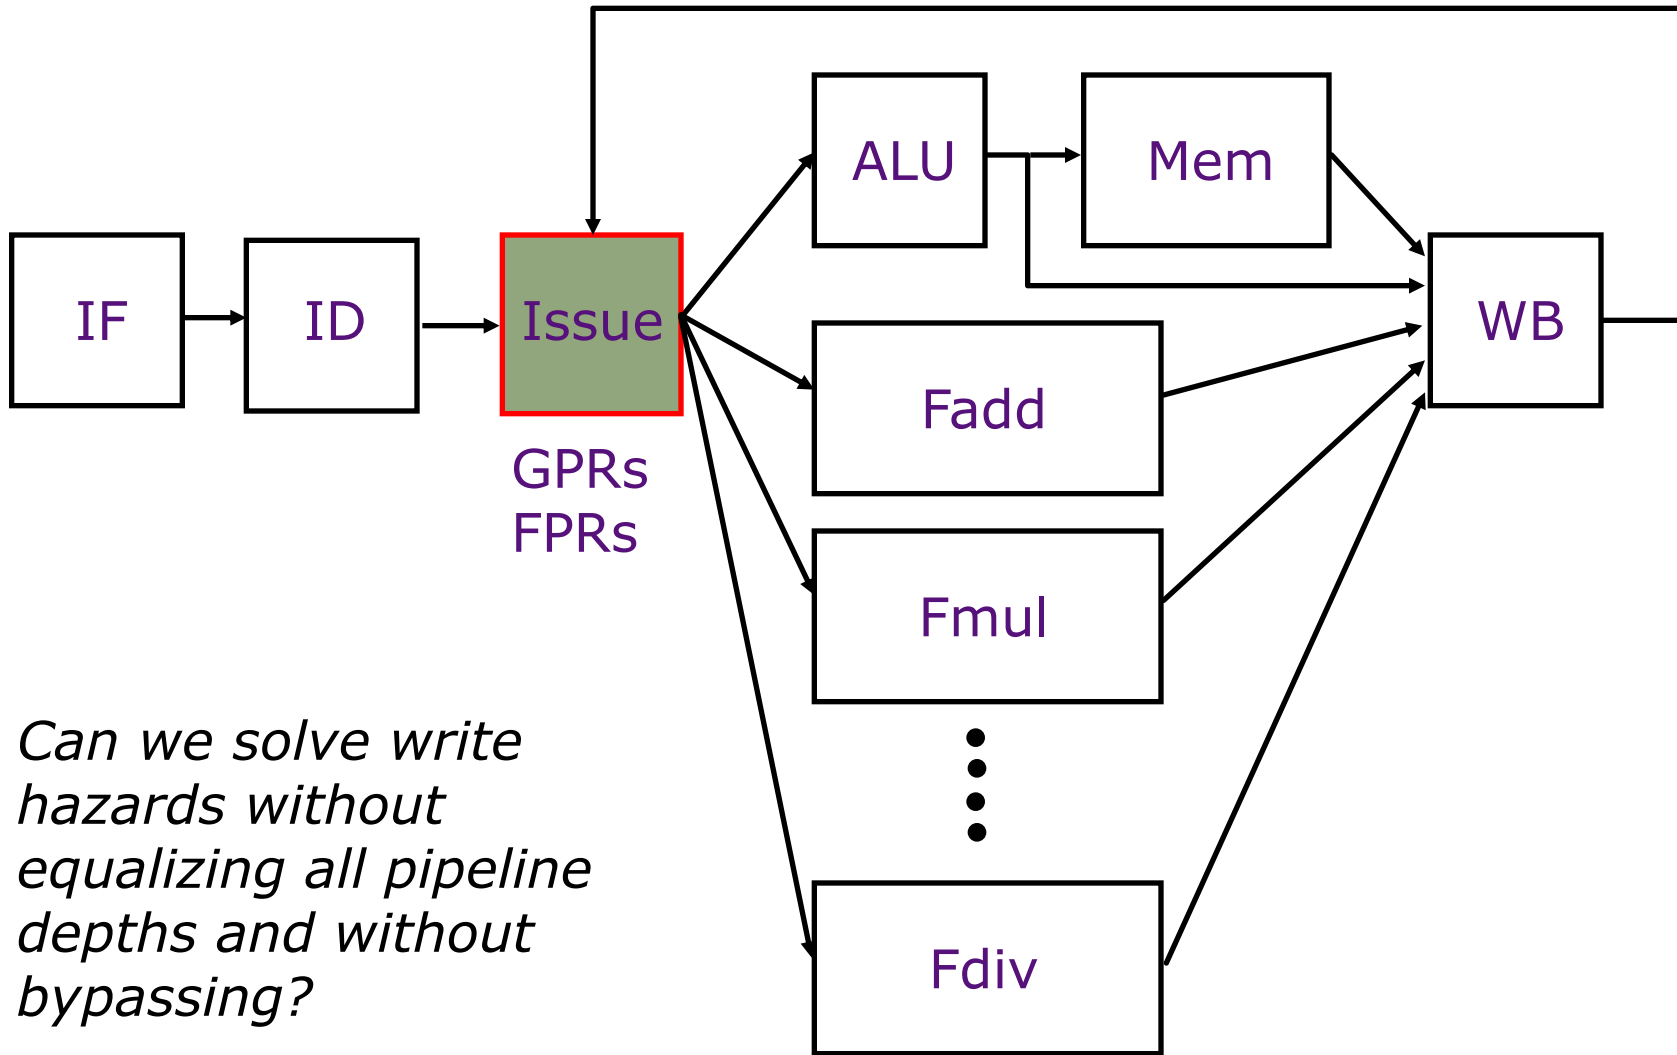 IF
ID
Issue
GPRs
FPRs
ALU
Mem
Fadd
Fmul
Fdiv
WB
Can we solve write
hazards without
equalizing all pipeline
depths and without
bypassing?